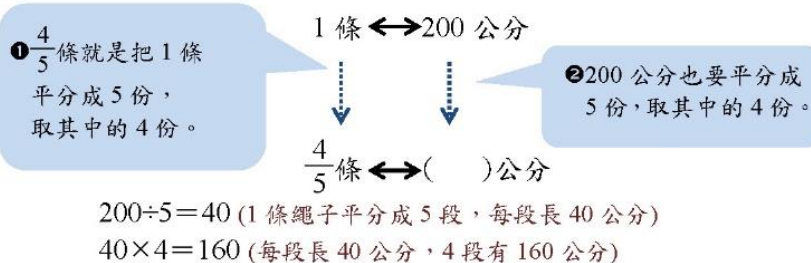 ❶4/5條就是把 1 條
平分成 5 份，
取其中的 4 份。
1 條⟷200 公分
❷200 公分也要平分成
5 份，取其中的 4 份。
4/5條⟷(　　)公分
200÷5＝40 (1 條繩子平分成 5 段，每段長 40 公分)
40×4＝160 (每段長 40 公分，4 段有 160 公分)